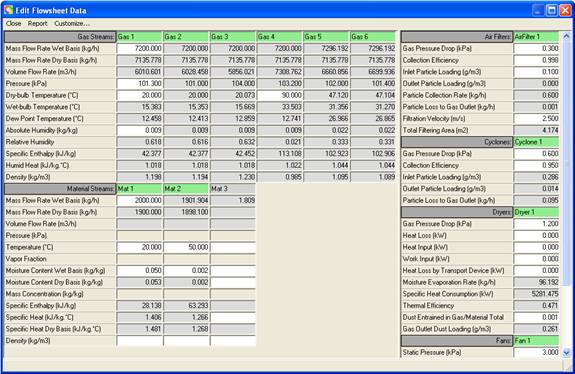 Edit Flowsheet Data
Close Report Customize...
Gas Streams: Gas 1 Gas 2 Gas 3 Gas 4 Gas 5 Gas 6
Mass Flow Rate Wet Basis (kg/h) 7200.000 7200.000 7200.000 7200.000 7296.192 7296.192
Mass Flow Rate Dry Basis (kg/h) 7135.778 7135.778 7135.778 7135.778 7135.778 7135.778
Volume Flow Rate (m3/h) 6010.601 6028.458 5856.021 7308.762 6660.856 6699.936
Pressure (kPa) 101.300 101.000 104.000 103.200 102.000 101.400
Dry-bulb Temperature (°C) 20.000 20.000 20.073 90.000 47.120 47.104
Wet-bulb Temperature (°C) 15.383 15.353 15.669 33.503 31.356 31.270
Dew Point Temperature (°C) 12.458 12.413 12.859 12.741 26.966 26.865
Absolute Humidity (kg/kg) 0.009 0.009 0.009 0.009 0.022 0.022
Relative Humidity 0.618 0.616 0.632 0.021 0.333 0.331
Specific Enthalpy (kJ/kg) 42.377 42.377 42.452 113.108 102.923 102.906
Humid Heat (kJ/kg.°C) 1.018 1.018 1.018 1.022 1.044 1.044
Density (kg/m3) 1.198 1.194 1.230 0.985 1.095 1.089
Material Streams: Mat 1 Mat 2 Mat 3
Mass Flow Rate Wet Basis (kg/h) 2000.000 1901.904 1.809
Mass Flow Rate Dry Basis (kg/h) 1900.000 1898.100
Volume Flow Rate (m3/h)
Pressure (kPa)
Temperature (°C) 20.000 50.000
Vapor Fraction
Moisture Content Wet Basis (kg/kg) 0.050 0.002
Moisture Content Dry Basis (kg/kg) 0.053 0.002
Mass Concentration (kg/kg)
Specific Enthalpy (kJ/kg) 28.138 63.293
Specific Heat (kJ/kg.°C) 1.406 1.266
Specific Heat Dry Basis (kJ/kg.°C) 1.481 1.268
Density (kg/m3)
Air Filters: AirFilter 1
Gas Pressure Drop (kPa) 0.300
Collection Efficiency 0.998
Inlet Particle Loading (g/m3) 0.100
Outlet Particle Loading (g/m3) 0.000
Particle Collection Rate (kg/h) 0.600
Particle Loss to Gas Outlet (kg/h) 0.001
Filtration Velocity (m/s) 2.500
Total Filtering Area (m2) 4.174
Cyclones: Cyclone 1
Gas Pressure Drop (kPa) 0.600
Collection Efficiency 0.950
Inlet Particle Loading (g/m3) 0.286
Outlet Particle Loading (g/m3) 0.014
Particle Loss to Gas Outlet (kg/h) 0.095
Dryers: Dryer 1
Gas Pressure Drop (kPa) 1.200
Heat Loss (kW) 0.000
Heat Input (kW) 0.000
Work Input (kW) 0.000
Heat Loss by Transport Device (kW) 0.000
Moisture Evaporation Rate (kg/h) 96.192
Specific Heat Consumption (kW) 5281.475
Thermal Efficiency 0.471
Dust Entrained in Gas/Material Total 0.001
Gas Outlet Dust Loading (g/m3) 0.261
Fans: Fan 1
Static Pressure (kPa) 3.000